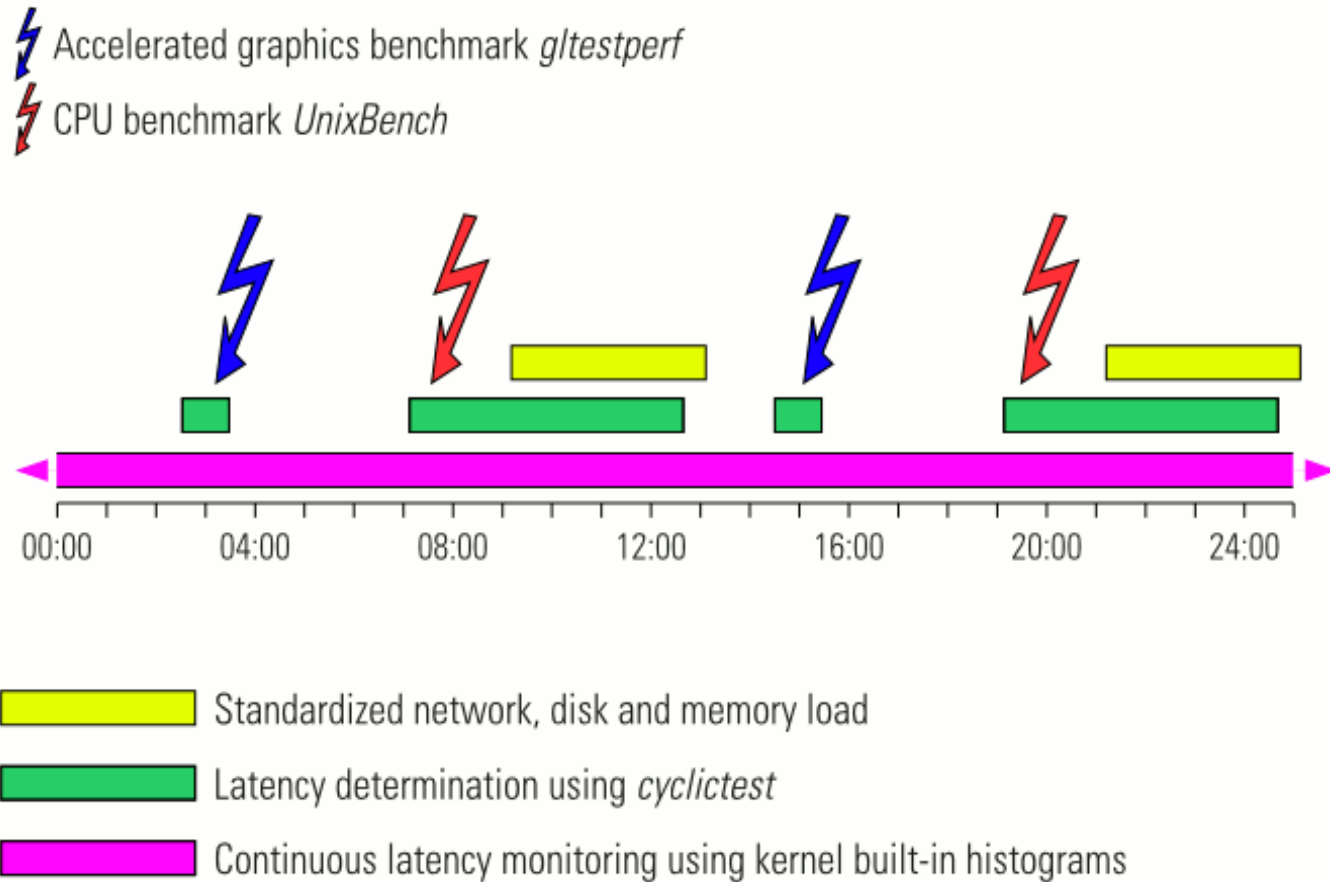 Accelerated graphics benchmark gltestperf
CPU benchmark UnixBench
00:00 04:00 08:00 12:00 16:00 20:00 24:00
Standardized network, disk and memory load
Latency determination using cyclictest
Continuous latency monitoring using kernel built-in histograms